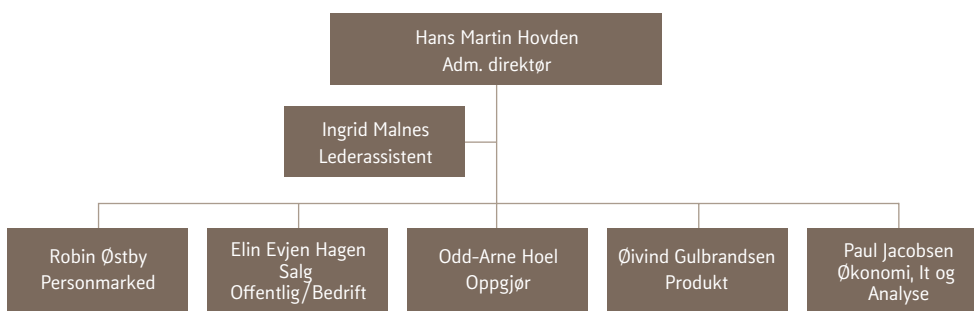 Hans Martin Hovden
Adm. direktør
Ingrid Malnes
Lederassistent
Robin Østby
Personmarked
Elin Evjen Hagen
Salg
Offentlig/Bedrift
Odd-Arne Hoel
Oppgjør
Øivind Gulbrandsen
Produkt
Paul Jacobsen
Økonomi, It og
Analyse